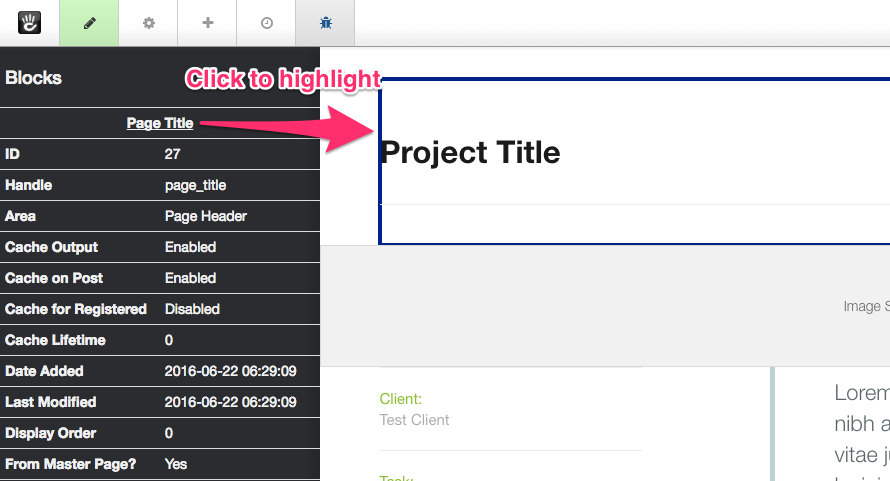 Blocks
Click to highlight
Page Title
ID 27
Handle page_title
Area Page Header
Cache Output Enabled
Cache on Post Enabled
Cache for Registered Disabled
Cache Lifetime 0
Date Added 2016-06-22 06:29:09
Last Modified 2016-06-22 06:29:09
Display Order 0
From Master Page? Yes
Project Title
Image S
Client:
Test Client
Task:
Lorem
nibh a
vitae ju